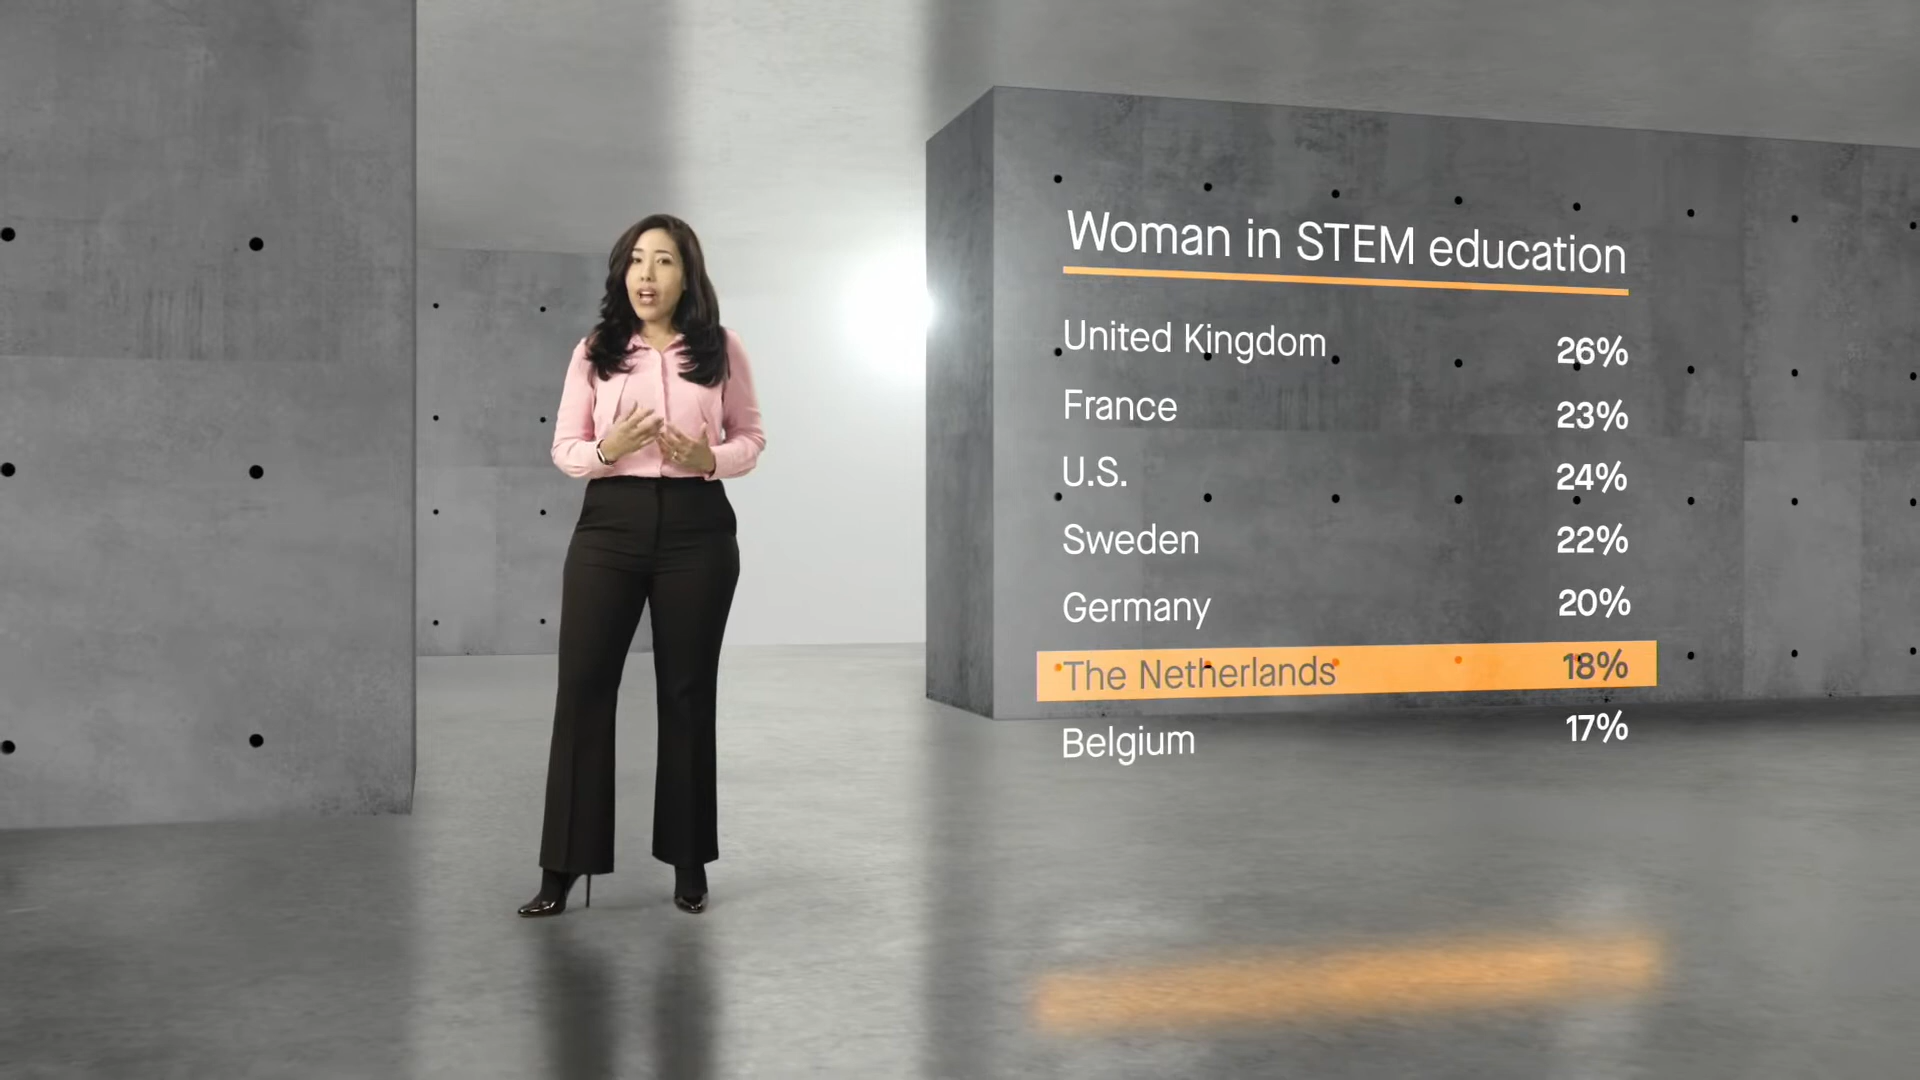 Woman in STEM education
United Kingdom 26%
France 23%
U.S. 24%
Sweden 22%
Germany 20%
The Netherlands 18%
Belgium 17%